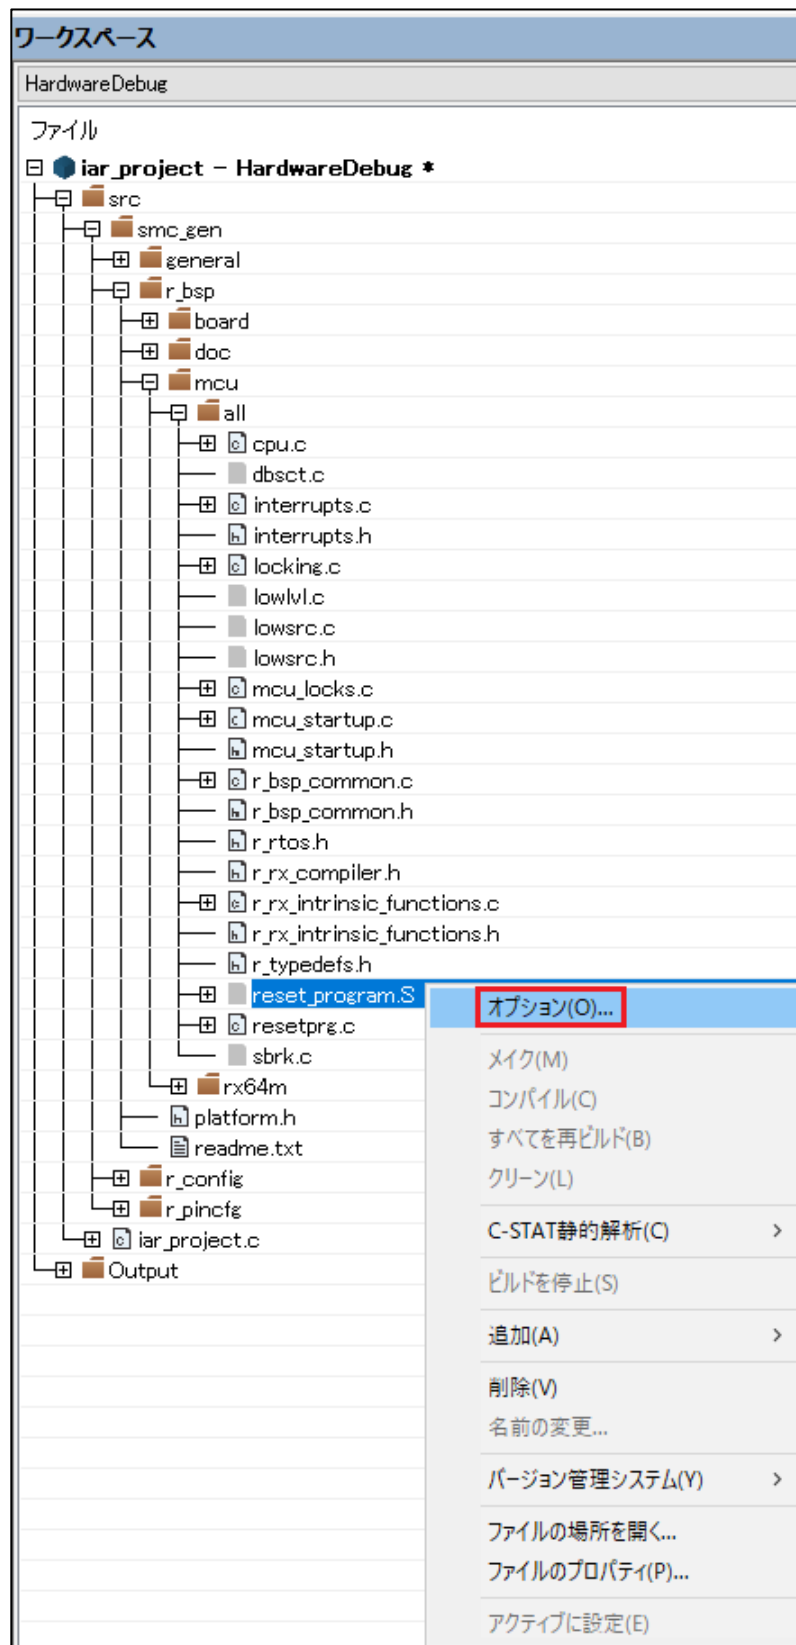 ワークスペース
HardwareDebug
ファイル
iar_project - HardwareDebug *
src
smc_gen
general
r_bsp
board
doc
mcu
all
cpu.c
dbsct.c
interrupts.c
interrupts.h
locking.c
lowlvl.c
lowsrc.c
lowsrc.h
mcu_locks.c
mcu_startup.c
mcu_startup.h
r_bsp_common.c
r_bsp_common.h
r_rtos.h
r_rx_compiler.h
r_rx_intrinsic_functions.c
r_rx_intrinsic_functions.h
r_typedefs.h
reset_program.S
resetprg.c
sbrk.c
rx64m
platform.h
readme.txt
r_config
r_pincfg
iar_project.c
Output
オプション(O)...
メイク(M)
コンパイル(C)
すべてを再ビルド(B)
クリーン(L)
C-STAT静的解析(C)
ビルドを停止(S)
追加(A)
削除(V)
名前の変更...
バージョン管理システム(Y)
ファイルの場所を開く...
ファイルのプロパティ(P)...
アクティブに設定(E)